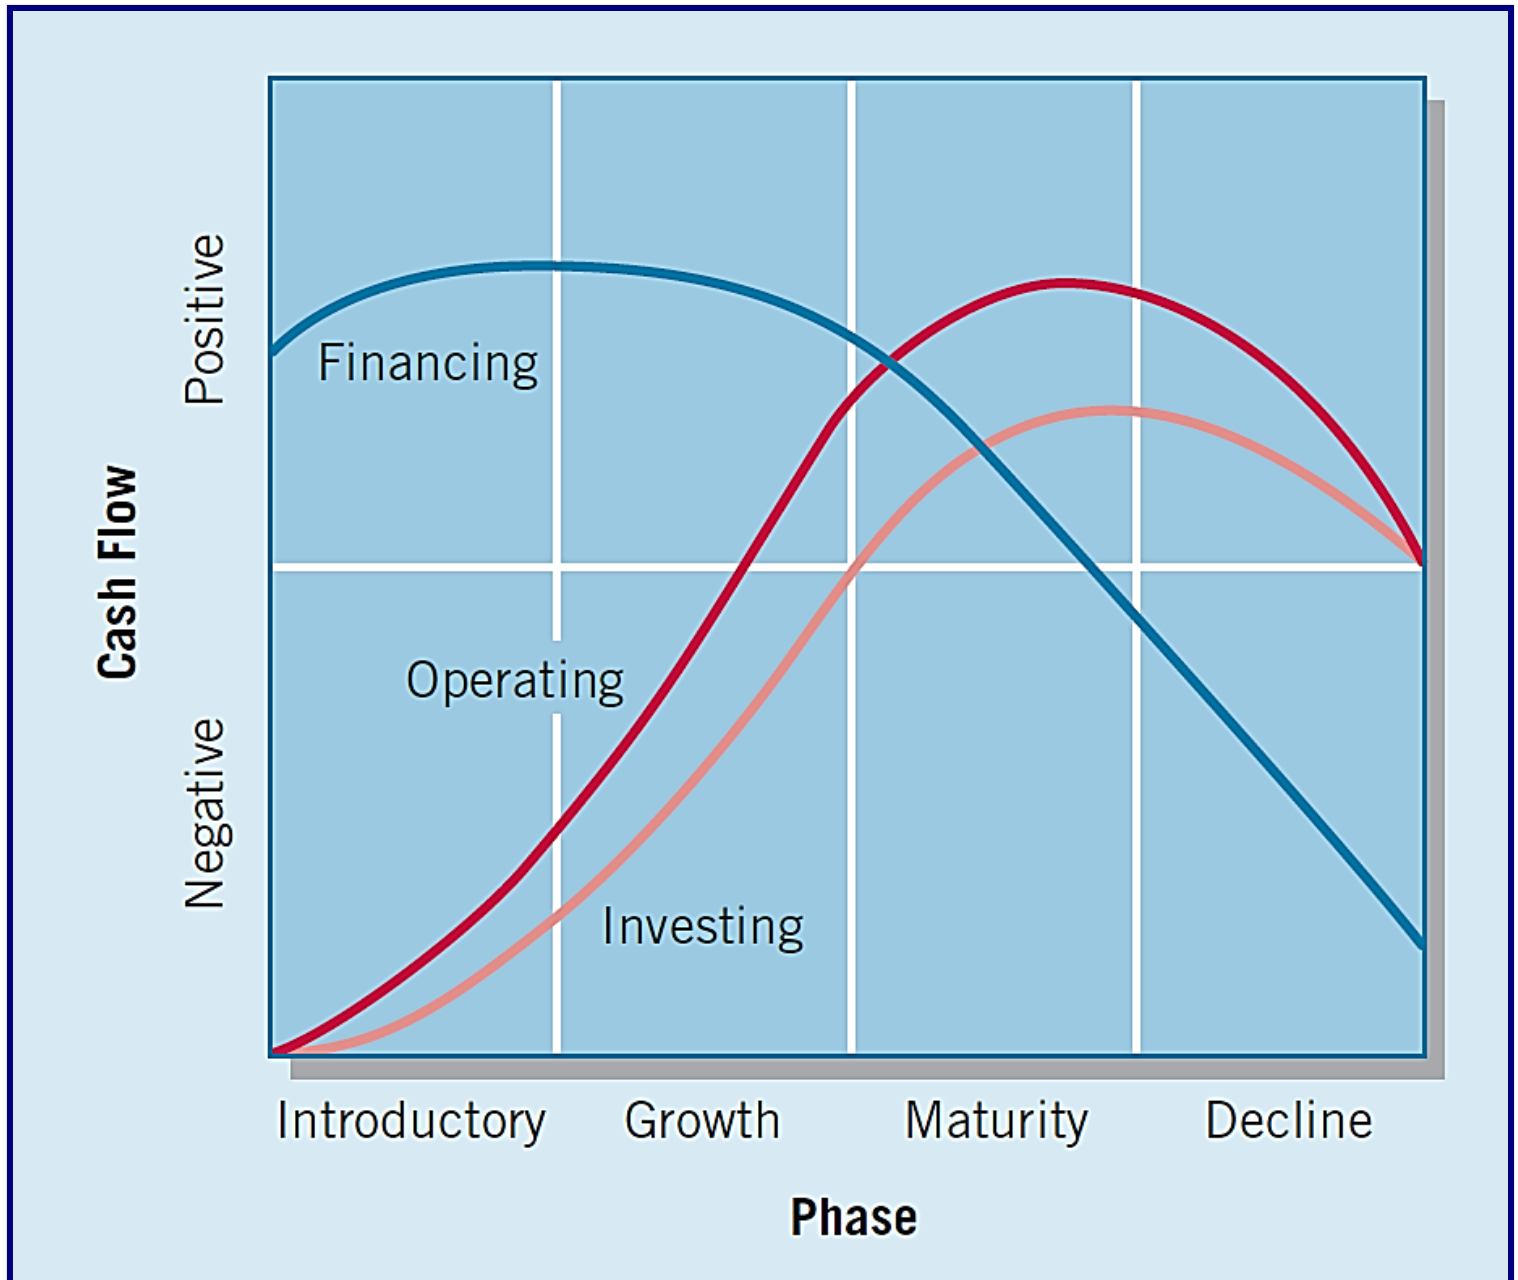 Positive
Cash Flow
Negative
Financing
Operating
Investing
Introductory
Growth
Maturity
Decline
Phase